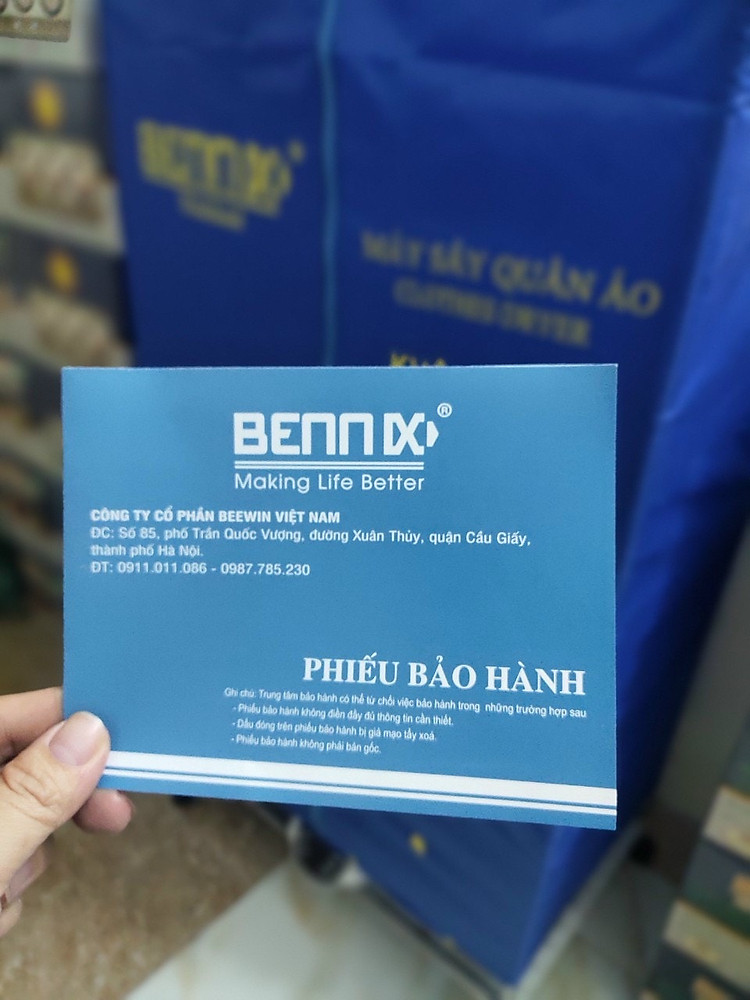 BENNIX
MÁY SẤY QUẦN ÁO
CLOTHES DRYER
BENNIX®
Making Life Better
CÔNG TY CỔ PHẦN BEEWIN VIỆT NAM
ĐC: Số 85, phố Trần Quốc Vượng, đường Xuân Thủy, quận Cầu Giấy,
thành phố Hà Nội.
ĐT: 0911.011.086 - 0987.785.230
PHIẾU BẢO HÀNH
Ghi chú: Trung tâm bảo hành có thể từ chối việc bảo hành trong những trường hợp sau
- Phiếu bảo hành không điền đầy đủ thông tin cần thiết.
- Dấu đóng trên phiếu bảo hành bị giả mạo tẩy xoá.
- Phiếu bảo hành không phải bản gốc.